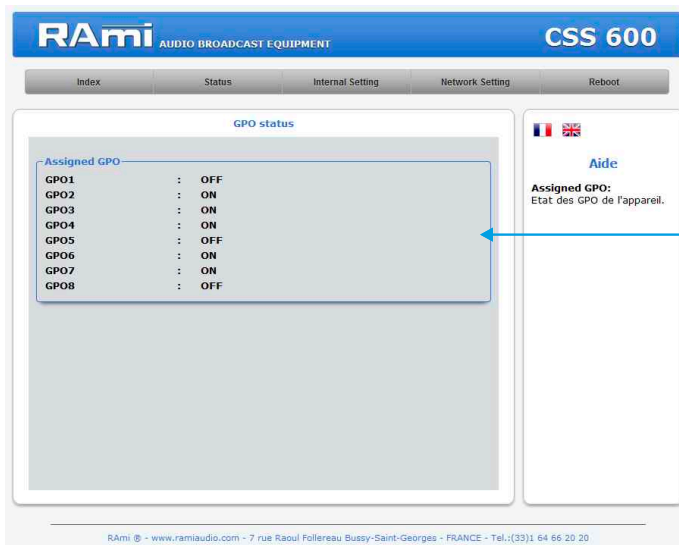 RAmi AUDIO BROADCAST EQUIPMENT CSS 600
Index Status Internal Setting Network Setting Reboot
GPO status
Assigned GPO
GPO1 : OFF
GPO2 : ON
GPO3 : ON
GPO4 : ON
GPO5 : OFF
GPO6 : ON
GPO7 : ON
GPO8 : OFF
Aide
Assigned GPO:
Etat des GPO de l'appareil.
RAmi ® - www.ramiaudio.com - 7 rue Raoul Follereau Bussy-Saint-Georges - FRANCE - Tel.:(33)1 64 66 20 20